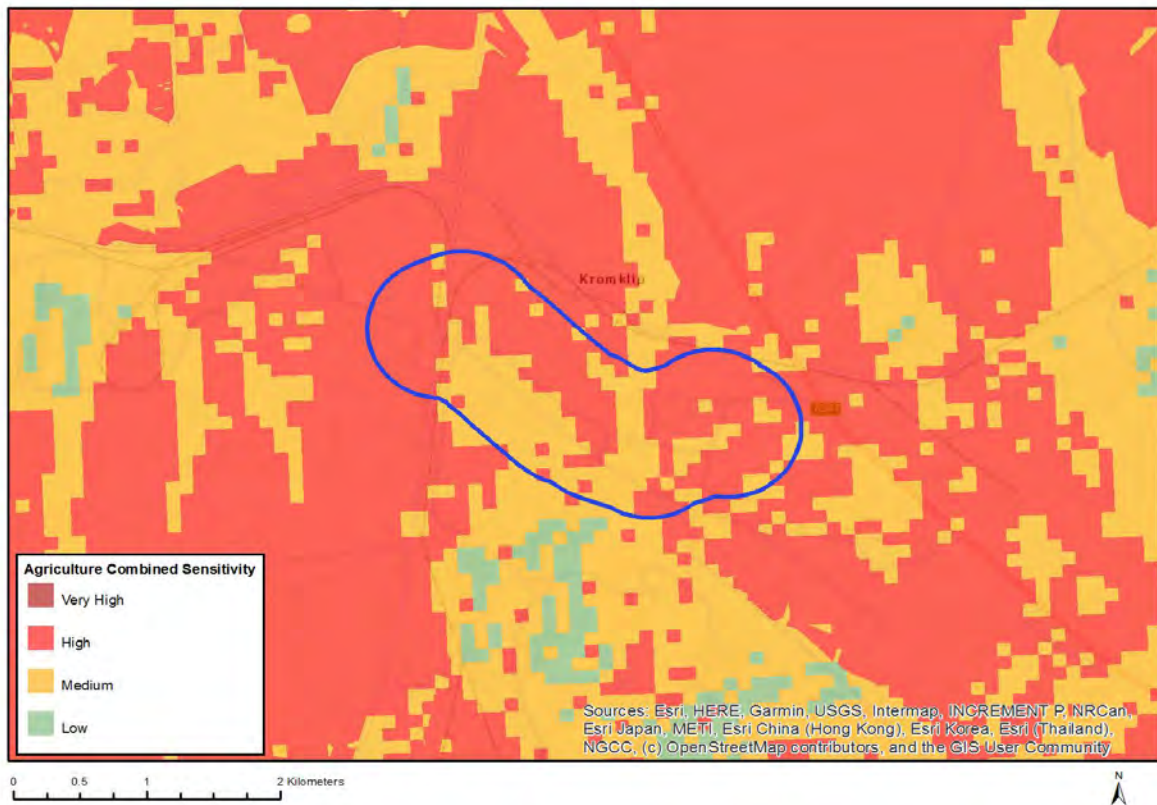 Kromklip
Agriculture Combined Sensitivity
Very High
High
Medium
Low
Sources: Esri, HERE, Garmin, USGS, Intermap, INCREMENT P, NRCan,
Esri Japan, METI, Esri China (Hong Kong), Esri Korea, Esri (Thailand),
NGCC, (c) OpenStreetMap contributors, and the GIS User Community
0 0.5 1 2 Kilometers
N